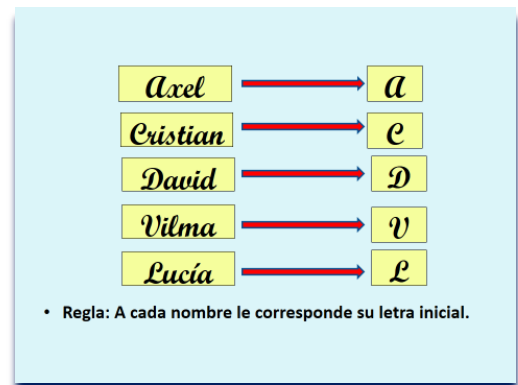 Axel A
Cristian C
David D
Vilma V
Lucía L
• Regla: A cada nombre le corresponde su letra inicial.